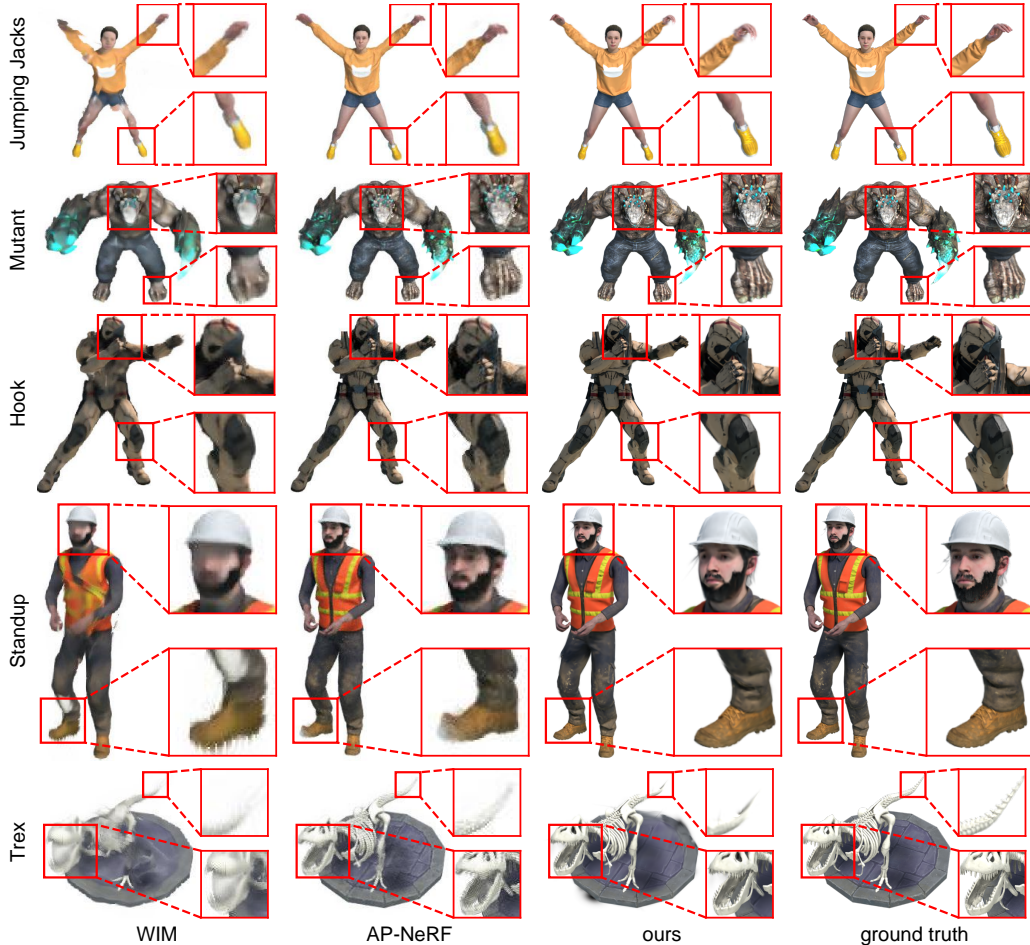 Jumping Jacks
Mutant
Hook
Standup
Trex
WIM
AP-NeRF
ours
ground truth